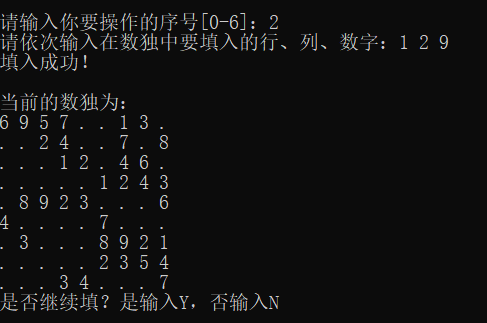 请输入你要操作的序号[0-6]: 2
请依次输入在数独中要填入的行、列、数字: 1 2 9
填入成功!
当前的数独为:
6 9 5 7 . . 1 3 .
. . 2 4 . . 7 . 8
. . . 1 2 . 4 6 .
. . . . . 1 2 4 3
. 8 9 2 3 . . . 6
4 . . . . 7 . . .
. 3 . . . 8 9 2 1
. . . . . 2 3 5 4
. . . 3 4 . . . 7
是否继续填? 是输入Y, 否输入N